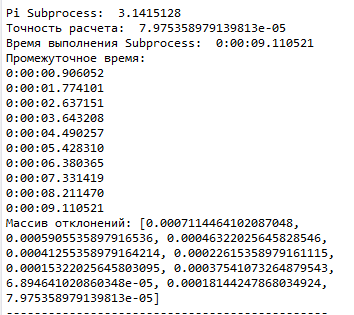 Pi Subprocess:  3.1415128
Точность расчета:  7.975358979139813e-05
Время выполнения Subprocess:  0:00:09.110521
Промежуточное время:
0:00:00.906052
0:00:01.774101
0:00:02.637151
0:00:03.643208
0:00:04.490257
0:00:05.428310
0:00:06.380365
0:00:07.331419
0:00:08.211470
0:00:09.110521
Массив отклонений: [0.0007114464102087048,
0.0005905535897916536, 0.00046322025645828546,
0.00041255358979164214, 0.00022615358979161115,
0.00015322025645803095, 0.00037541073264879543,
6.894641020860348e-05, 0.00018144247868034924,
7.975358979139813e-05]
------------------------------------------------